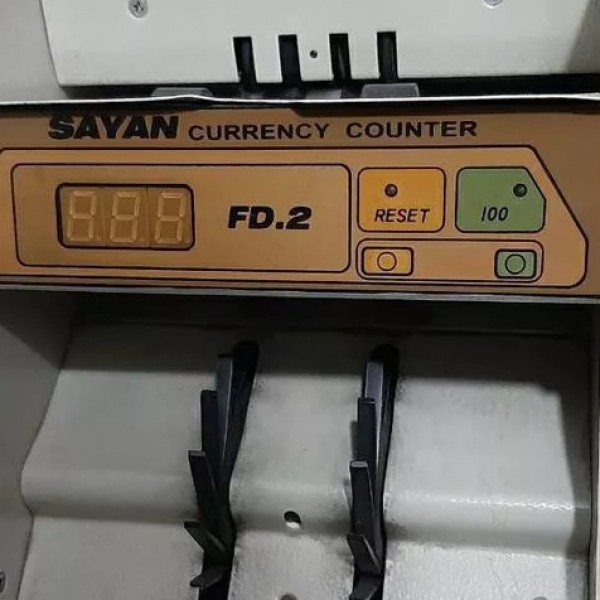 SAYAN CURRENCY COUNTER
FD.2
RESET
100